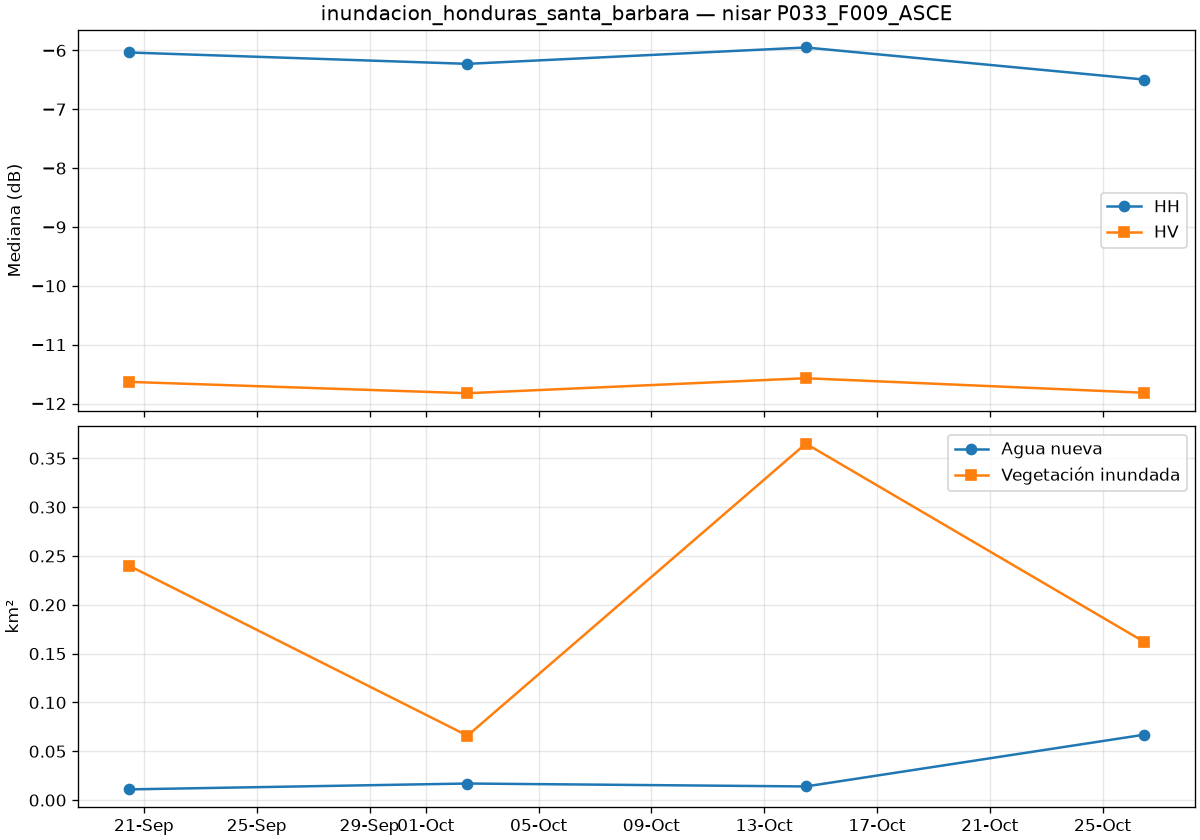 inundacion_honduras_santa_barbara — nisar P033_F009_ASCE
Mediana (dB)
−6
−7
−8
−9
−10
−11
−12
HH
HV
km²
0.35
0.30
0.25
0.20
0.15
0.10
0.05
0.00
Agua nueva
Vegetación inundada
21-Sep 25-Sep 29-Sep 01-Oct 05-Oct 09-Oct 13-Oct 17-Oct 21-Oct 25-Oct